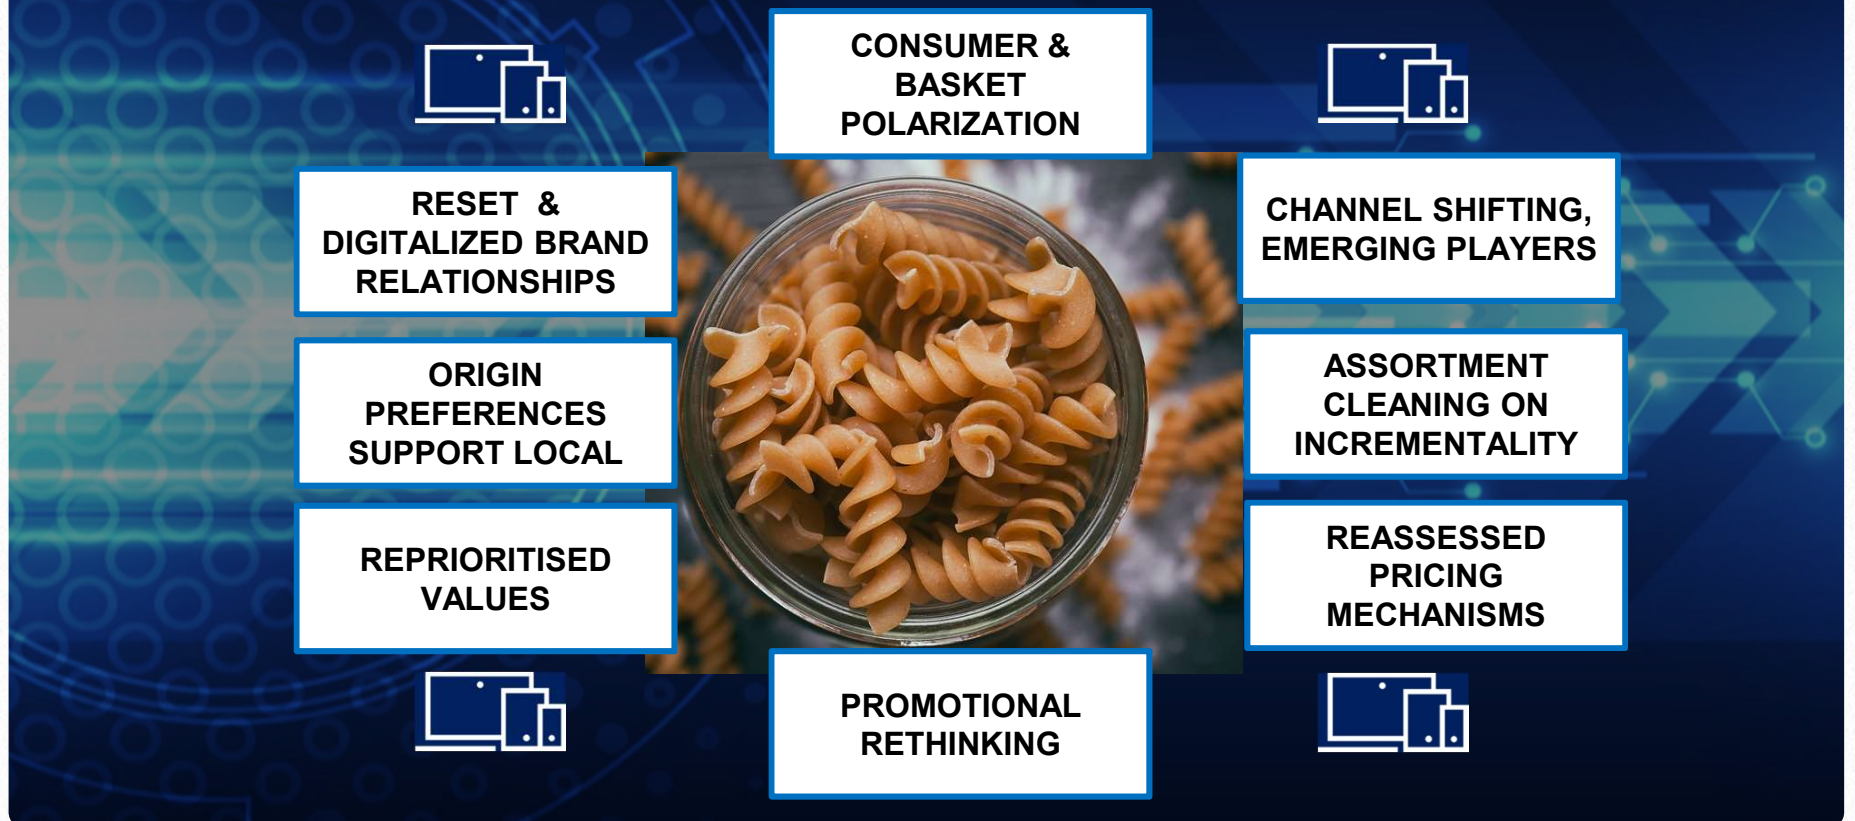 CONSUMER &
BASKET
POLARIZATION
RESET & 
DIGITALIZED BRAND
RELATIONSHIPS
CHANNEL SHIFTING,
EMERGING PLAYERS
ORIGIN
PREFERENCES
SUPPORT LOCAL
ASSORTMENT
CLEANING ON
INCREMENTALITY
REPRIORITISED
VALUES
REASSESSED
PRICING
MECHANISMS
PROMOTIONAL
RETHINKING